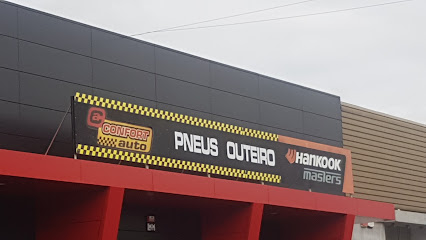 CONFORT
auto
PNEUS OUTEIRO
HANKOOK
masters